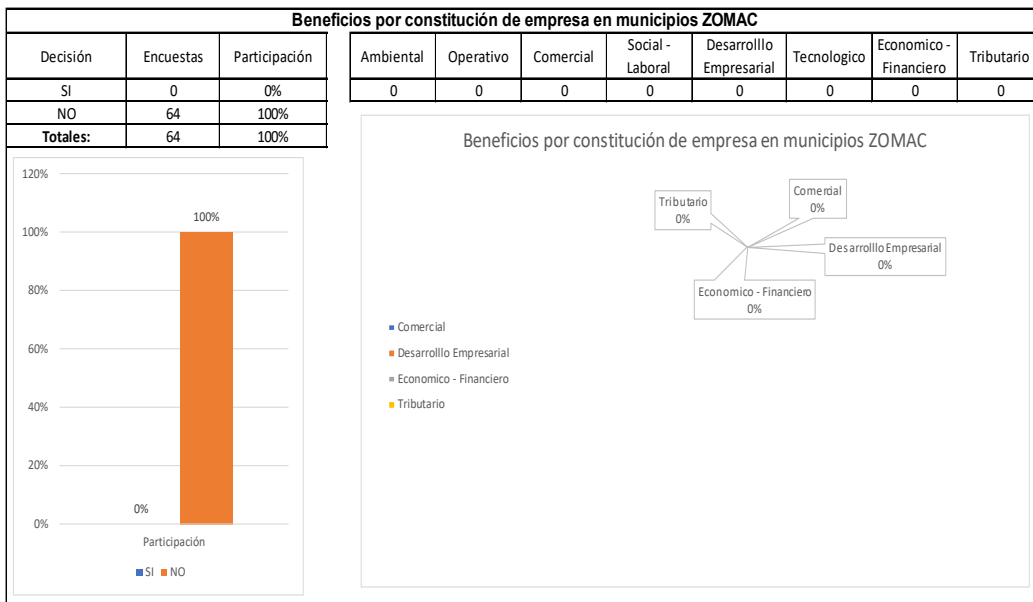 Beneficios por constitución de empresa en municipios ZOMAC
Decisión Encuestas Participación
SI 0 0%
NO 64 100%
Totales: 64 100%
Ambiental Operativo Comercial Social - Laboral Desarrolllo Empresarial Tecnologico Economico - Financiero Tributario
0 0 0 0 0 0 0 0
120%
100%
80%
60%
40%
20%
0%
100%
0%
Participación
SI NO
Beneficios por constitución de empresa en municipios ZOMAC
Tributario
0%
Comercial
0%
Desarrolllo Empresarial
0%
Economico - Financiero
0%
Comercial
Desarrolllo Empresarial
Economico - Financiero
Tributario